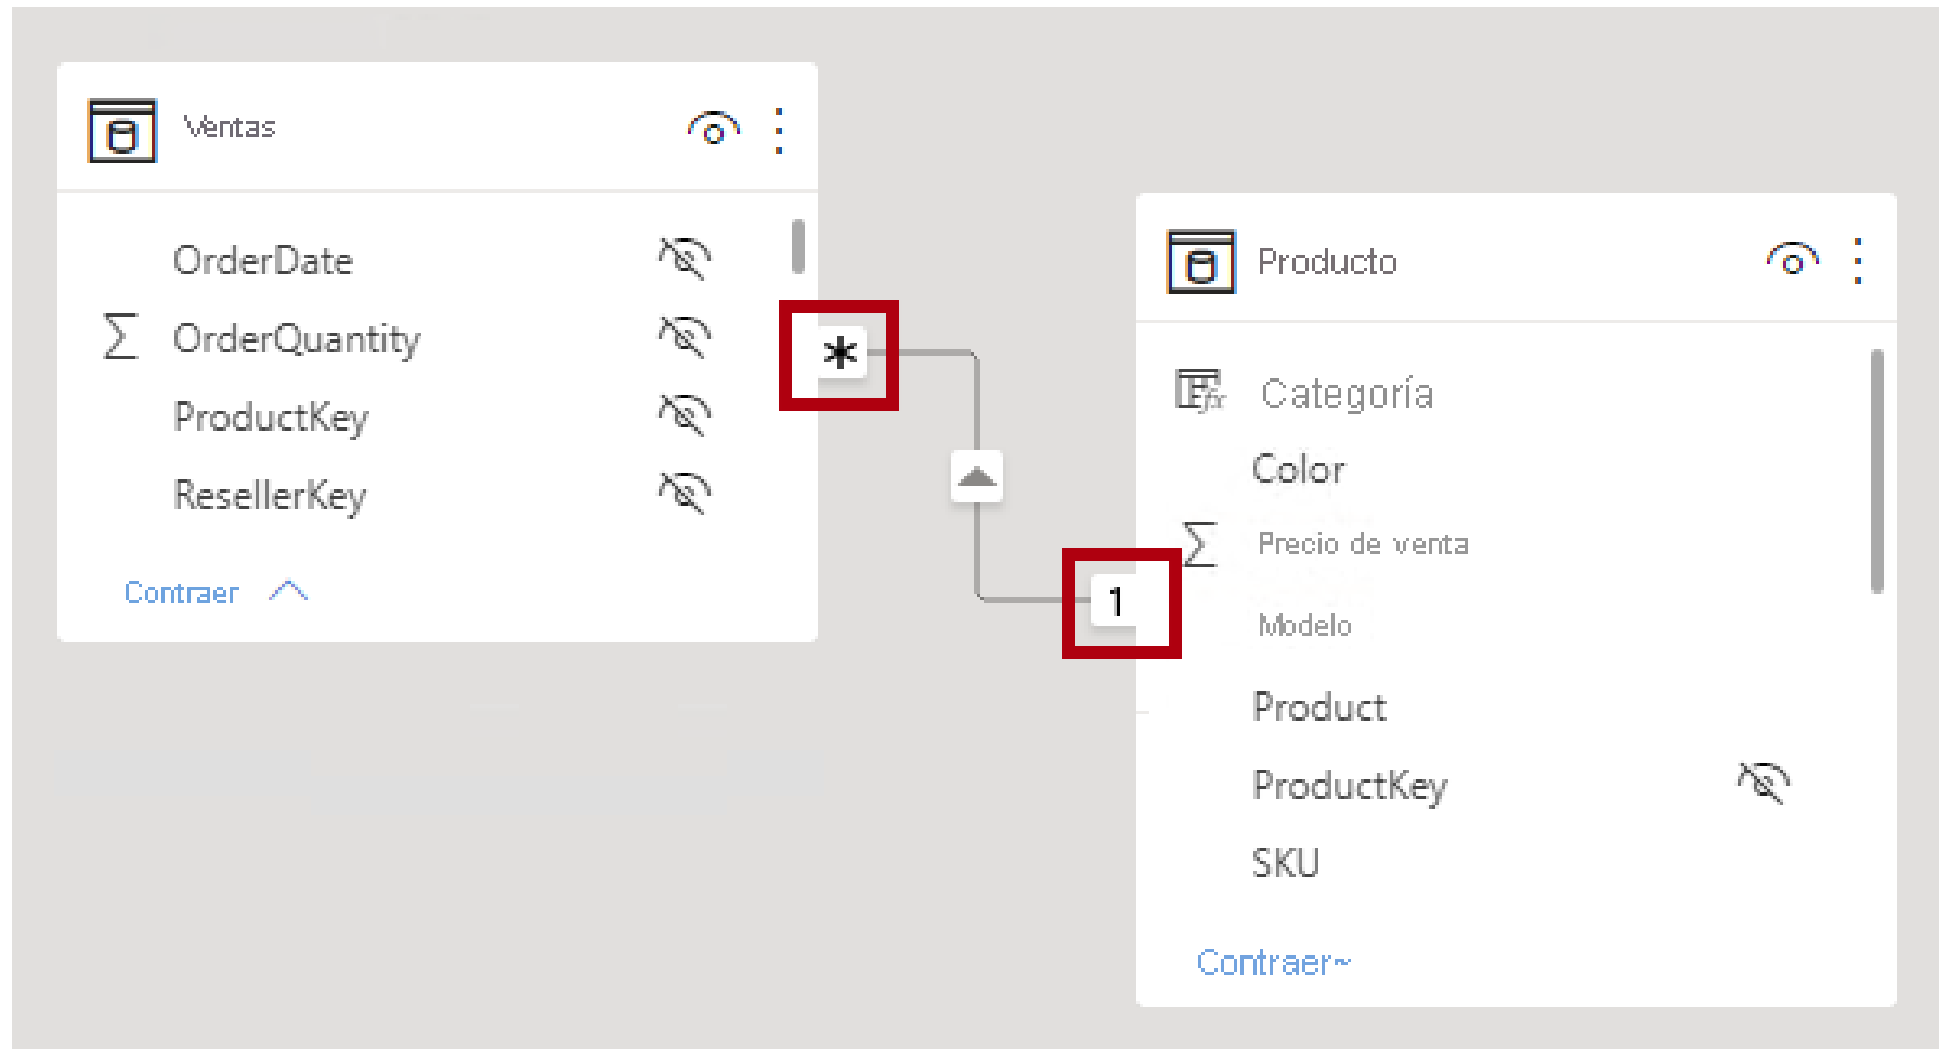 Ventas
OrderDate
OrderQuantity
ProductKey
ResellerKey
Contraer
*
1
Producto
Categoría
Color
Precio de venta
Modelo
Product
ProductKey
SKU
Contraer~